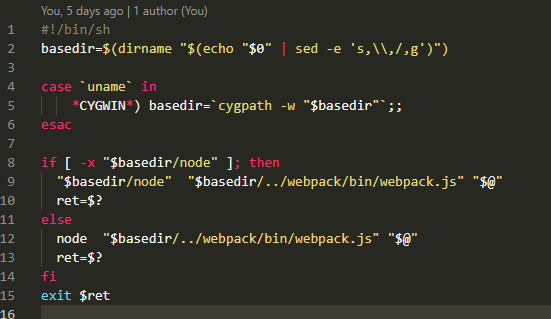 You, 5 days ago | 1 author (You)
1 #!/bin/sh
2 basedir=$(dirname "$(echo "$0" | sed -e 's,\\,/,g')")
3
4 case `uname` in
5     *CYGWIN*) basedir=`cygpath -w "$basedir"`;;
6 esac
7
8 if [ -x "$basedir/node" ]; then
9   "$basedir/node"  "$basedir/../webpack/bin/webpack.js" "$@"
10   ret=$?
11 else
12   node  "$basedir/../webpack/bin/webpack.js" "$@"
13   ret=$?
14 fi
15 exit $ret
16